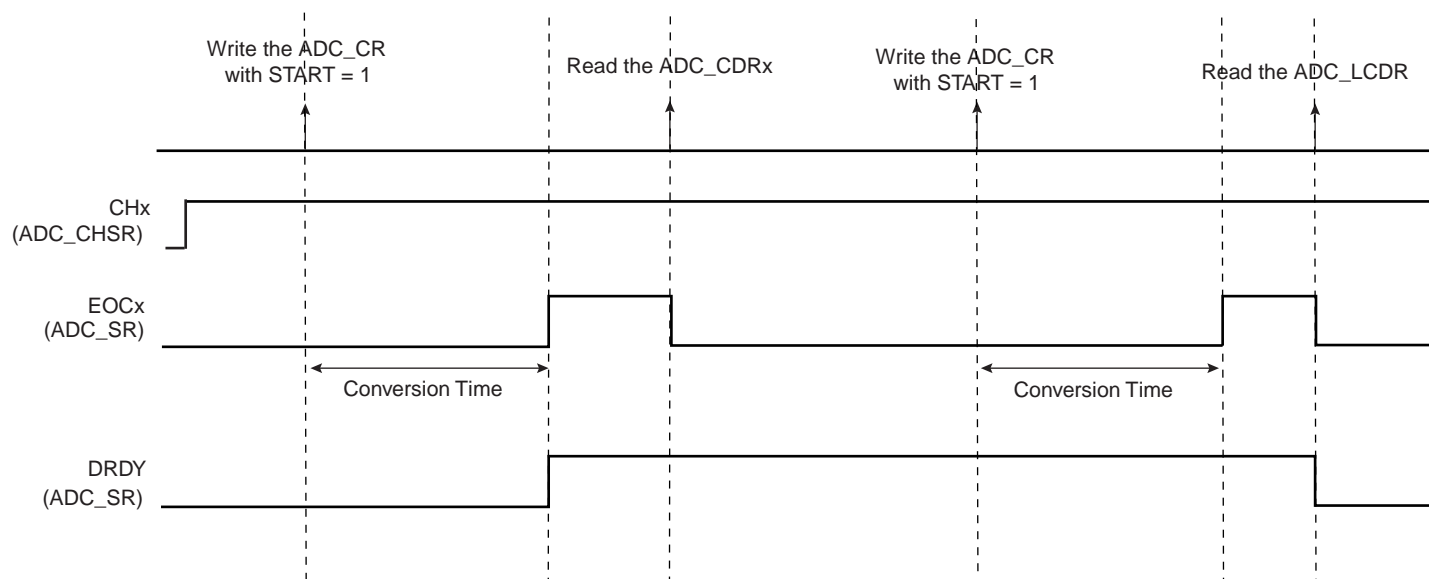 Write the ADC_CR
with START = 1
Read the ADC_CDRx
Write the ADC_CR
with START = 1
Read the ADC_LCDR
CHx
(ADC_CHSR)
EOCx
(ADC_SR)
Conversion Time
Conversion Time
DRDY
(ADC_SR)